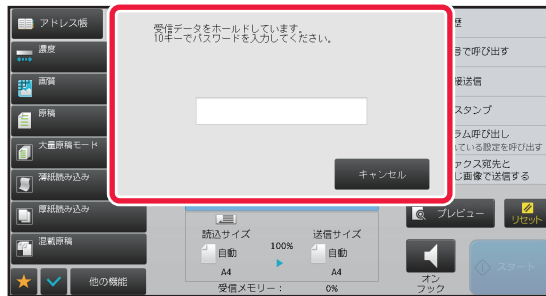 アドレス帳
濃度
画質
原稿
大量原稿モード
薄紙読み込み
厚紙読み込み
混載原稿
他の機能
受信データをホールドしています。
10キーでパスワードを入力してください。
キャンセル
歴
号で呼び出す
接送信
スタンプ
ラム呼び出し
れている設定を呼び出す
ァクス宛先と
じ画像で送信する
読込サイズ
100%
送信サイズ
自動
自動
A4
A4
受信メモリー： 0%
プレビュー
リセット
オン
フック
スタート